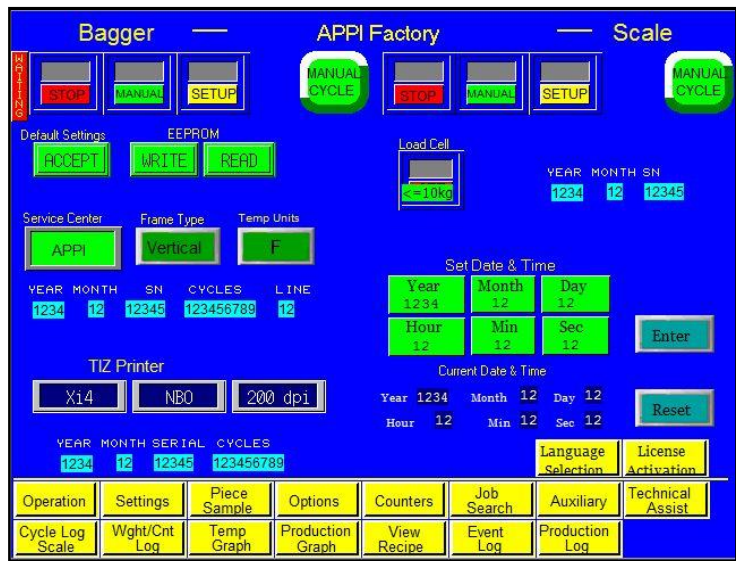 Bagger — APPI Factory — Scale
WAITING
STOP MANUAL SETUP MANUAL CYCLE STOP MANUAL SETUP MANUAL CYCLE
Default Settings EEPROM
ACCEPT WRITE READ
Load Cell
<=10kg
YEAR MONTH SN
1234 12 12345
Service Center Frame Type Temp Units
APPI Vertical F
YEAR MONTH SN CYCLES LINE
1234 12 12345 123456789 12
Set Date & Time
Year Month Day
1234 12 12
Hour Min Sec
12 12 12
Enter
TIZ Printer
Xi4 NBO 200 dpi
Current Date & Time
Year 1234 Month 12 Day 12
Hour 12 Min 12 Sec 12
Reset
YEAR MONTH SERIAL CYCLES
1234 12 12345 123456789
Language Selection
License Activation
Operation Settings Piece Sample Options Counters Job Search Auxiliary Technical Assist
Cycle Log Scale Wght/Cnt Log Temp Graph Production Graph View Recipe Event Log Production Log